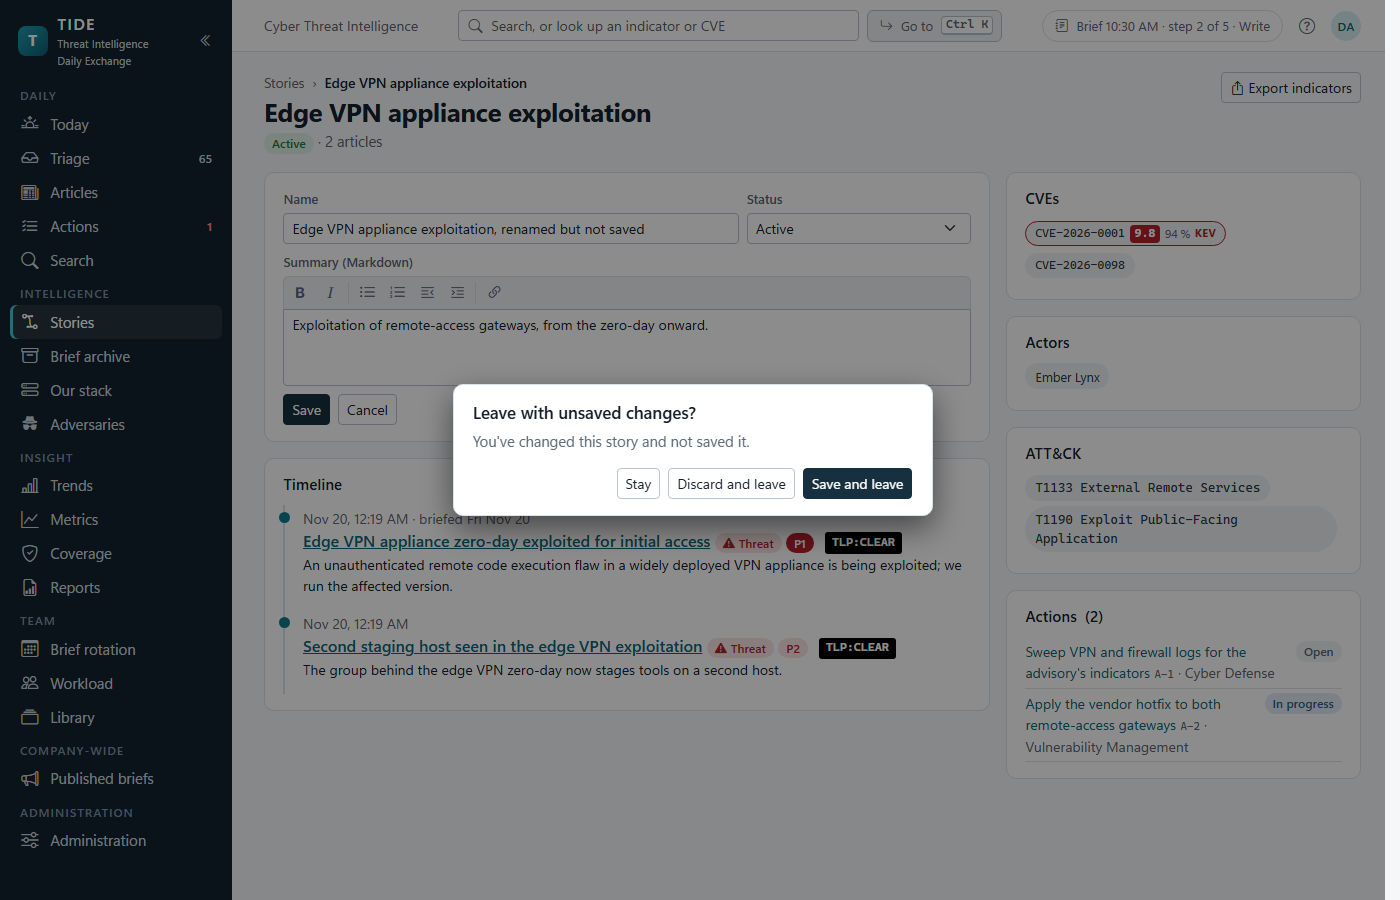 T
TIDE
Threat Intelligence
Daily Exchange
DAILY
Today
Triage 65
Articles
Actions 1
Search
INTELLIGENCE
Stories
Brief archive
Our stack
Adversaries
INSIGHT
Trends
Metrics
Coverage
Reports
TEAM
Brief rotation
Workload
Library
COMPANY-WIDE
Published briefs
ADMINISTRATION
Administration
Cyber Threat Intelligence
Search, or look up an indicator or CVE
Go to Ctrl K
Brief 10:30 AM · step 2 of 5 · Write
?
DA
Stories › Edge VPN appliance exploitation
Edge VPN appliance exploitation
Active · 2 articles
Export indicators
Name
Edge VPN appliance exploitation, renamed but not saved
Status
Active
Summary (Markdown)
B I
Exploitation of remote-access gateways, from the zero-day onward.
Save Cancel
Leave with unsaved changes?
You've changed this story and not saved it.
Stay Discard and leave Save and leave
Timeline
Nov 20, 12:19 AM · briefed Fri Nov 20
Edge VPN appliance zero-day exploited for initial access Threat P1 TLP:CLEAR
An unauthenticated remote code execution flaw in a widely deployed VPN appliance is being exploited; we
run the affected version.
Nov 20, 12:19 AM
Second staging host seen in the edge VPN exploitation Threat P2 TLP:CLEAR
The group behind the edge VPN zero-day now stages tools on a second host.
CVEs
CVE-2026-0001 9.8 94 % KEV
CVE-2026-0098
Actors
Ember Lynx
ATT&CK
T1133 External Remote Services
T1190 Exploit Public-Facing
Application
Actions (2)
Sweep VPN and firewall logs for the Open
advisory's indicators A-1 · Cyber Defense
Apply the vendor hotfix to both In progress
remote-access gateways A-2 ·
Vulnerability Management